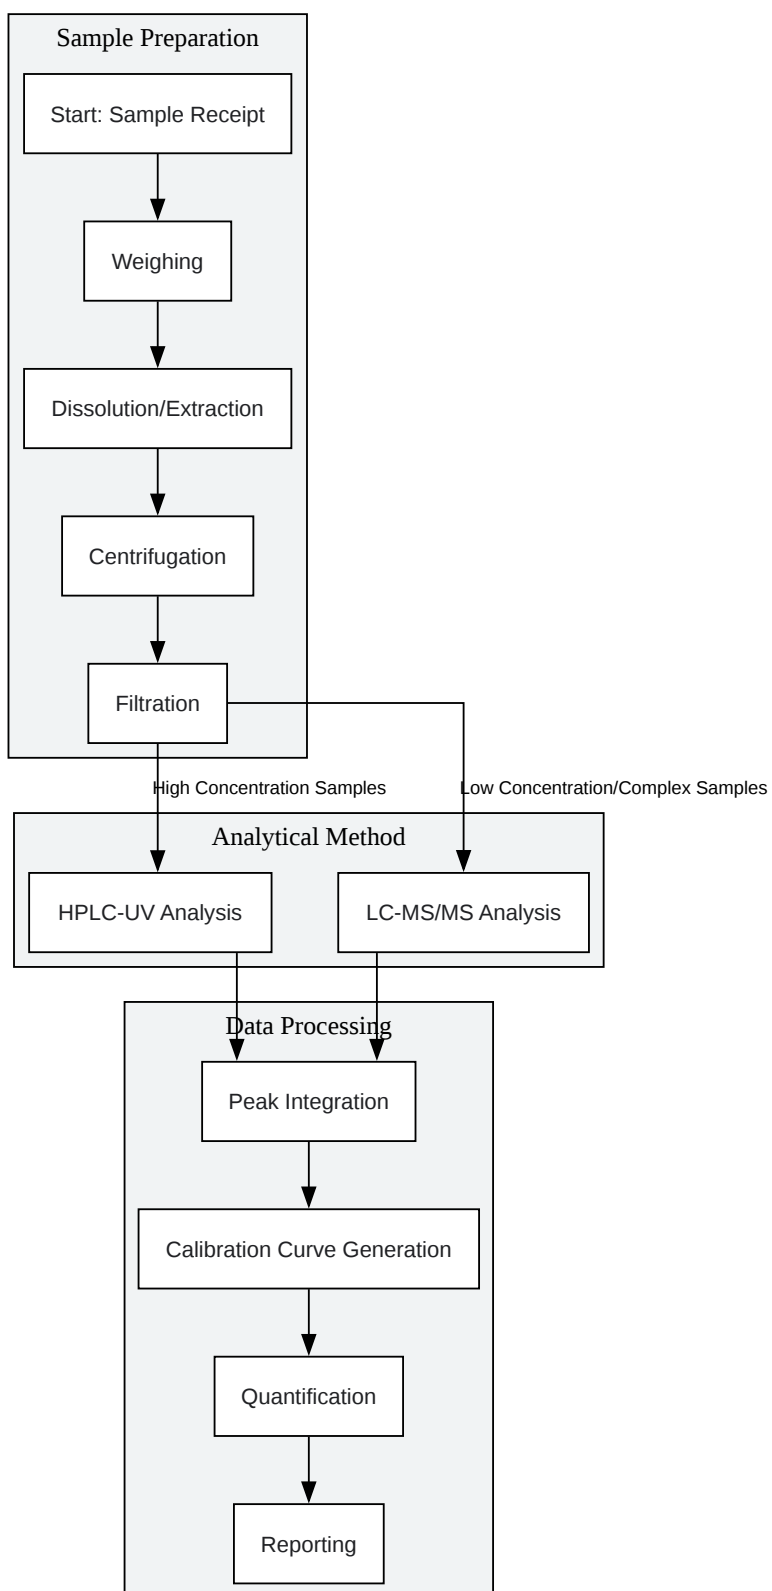 Sample Preparation
Start: Sample Receipt
Weighing
Dissolution/Extraction
Centrifugation
Filtration
High Concentration Samples
Low Concentration/Complex Samples
Analytical Method
HPLC-UV Analysis
LC-MS/MS Analysis
Data Processing
Peak Integration
Calibration Curve Generation
Quantification
Reporting